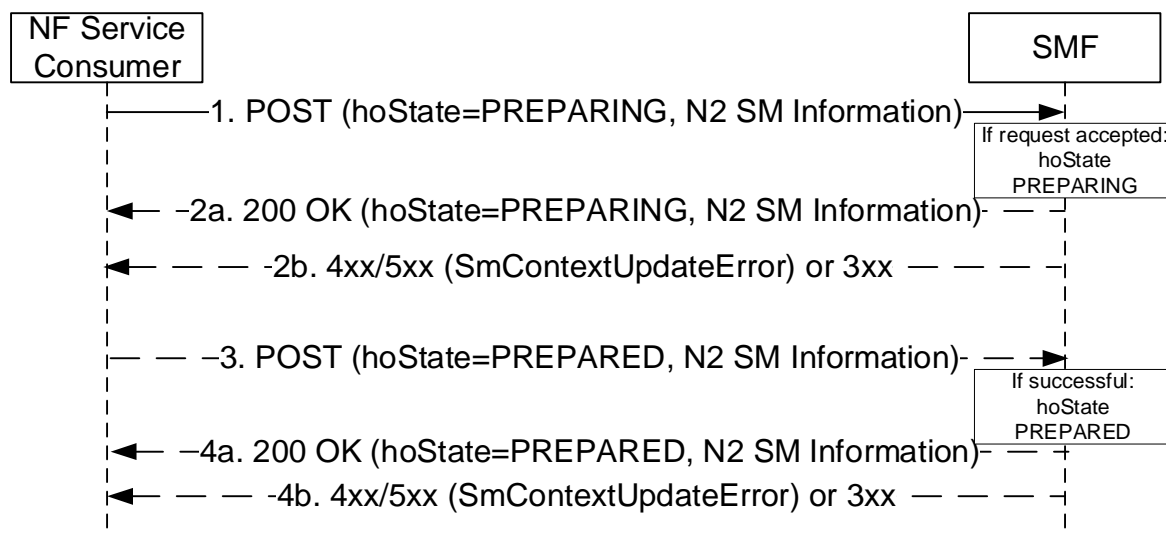 NF Service
Consumer
SMF
1. POST (hoState=PREPARING, N2 SM Information)
If request accepted:
hoState
PREPARING
2a. 200 OK (hoState=PREPARING, N2 SM Information)
2b. 4xx/5xx (SmContextUpdateError) or 3xx
3. POST (hoState=PREPARED, N2 SM Information)
If successful:
hoState
PREPARED
4a. 200 OK (hoState=PREPARED, N2 SM Information)
4b. 4xx/5xx (SmContextUpdateError) or 3xx